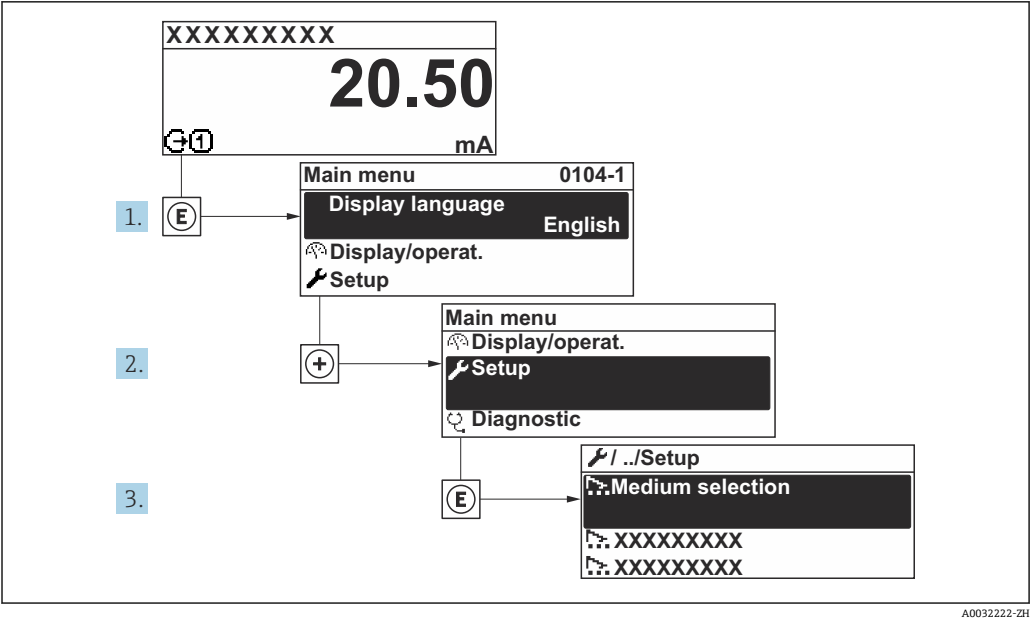 XXXXXXXXX
20.50
1
mA
Main menu 0104-1
Display language
English
Display/operat.
Setup
1.
E
Main menu
Display/operat.
Setup
Diagnostic
2.
+
/ ../Setup
Medium selection
XXXXXXXXX
XXXXXXXXX
3.
E
A0032222-ZH